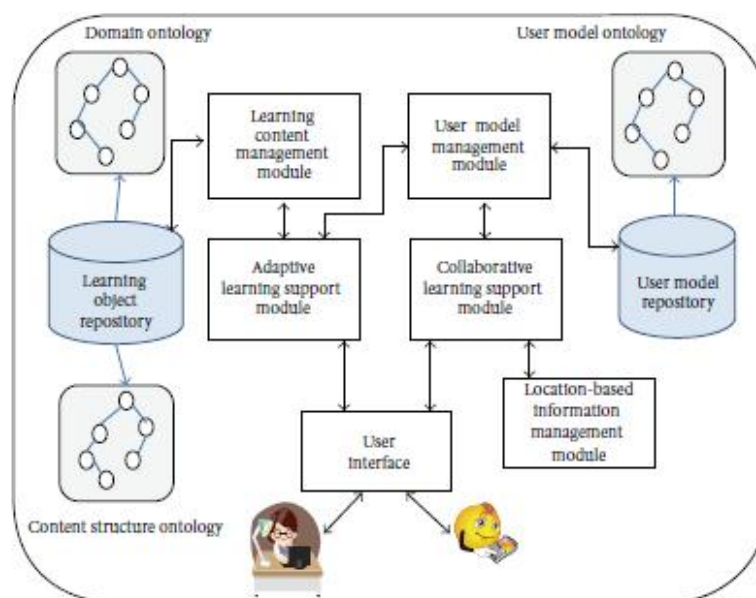 Domain ontology
User model ontology
Learning
content
management
module
User model
management
module
Learning
object
repository
Adaptive
learning support
module
Collaborative
learning support
module
User model
repository
Location-based
information
management
module
User
interface
Content structure ontology